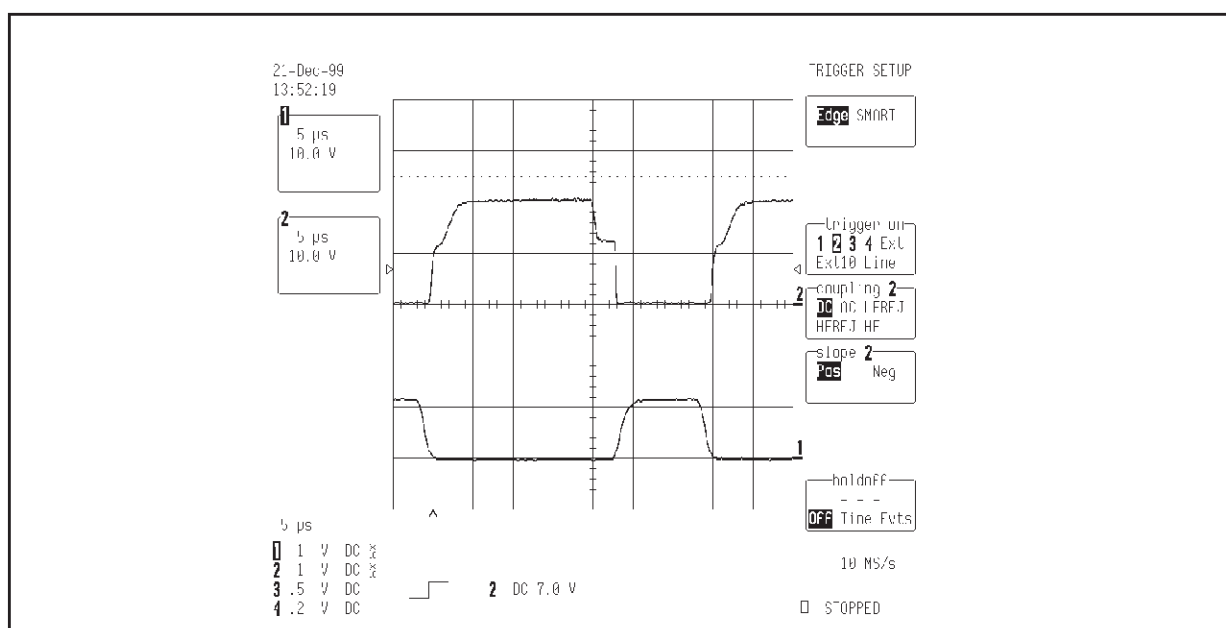 21-Dec-99
13:52:19
1
5 µs
10.0 V
2
5 µs
10.0 V
TRIGGER SETUP
Edge SMART
trigger on
1 2 3 4 Ext
Ext10 Line
coupling 2
DC AC LFREJ
HFREJ HF
slope 2
Pos Neg
holdoff
- - -
Off Time Evts
2
1
5 µs
1 1 V DC
2 1 V DC
3 .5 V DC
4 .2 V DC
2 DC 7.0 V
10 MS/s
STOPPED